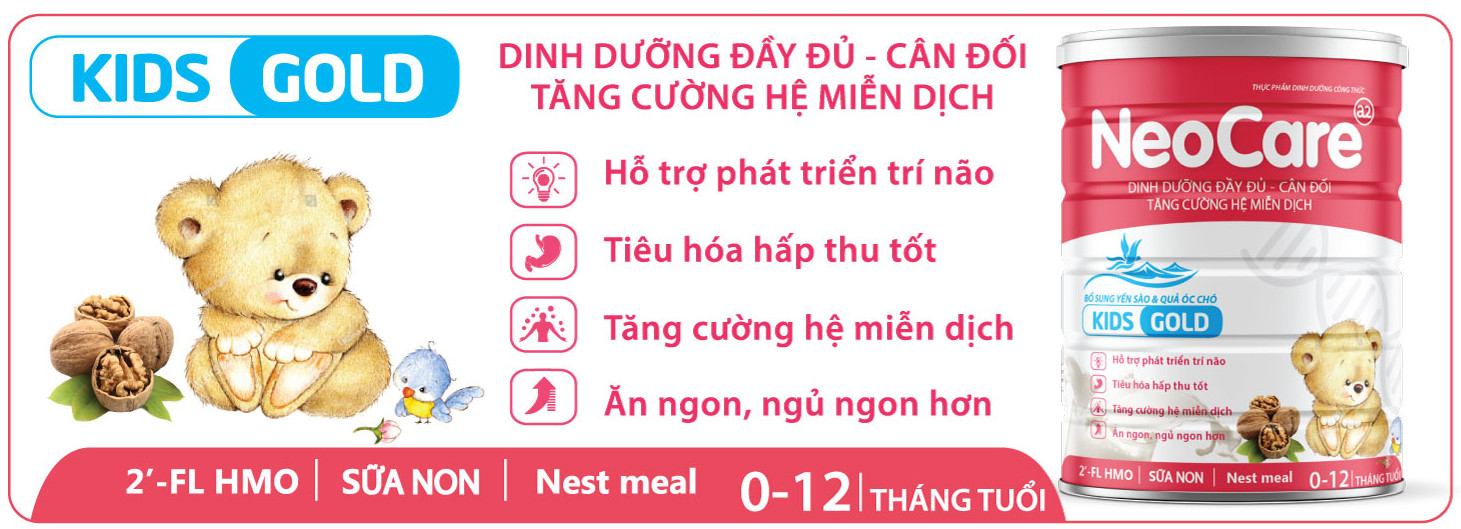 KIDS GOLD
DINH DƯỠNG ĐẦY ĐỦ - CÂN ĐỐI
TĂNG CƯỜNG HỆ MIỄN DỊCH
Hỗ trợ phát triển trí não
Tiêu hóa hấp thu tốt
Tăng cường hệ miễn dịch
Ăn ngon, ngủ ngon hơn
2’-FL HMO | SỮA NON | Nest meal 0-12 | THÁNG TUỔI
THỰC PHẨM DINH DƯỠNG CÔNG THỨC
NeoCare a2
DINH DƯỠNG ĐẦY ĐỦ - CÂN ĐỐI
TĂNG CƯỜNG HỆ MIỄN DỊCH
BỔ SUNG YẾN SÀO & QUẢ ÓC CHÓ
KIDS GOLD
Hỗ trợ phát triển trí não
Tiêu hóa hấp thu tốt
Tăng cường hệ miễn dịch
Ăn ngon, ngủ ngon hơn
2’-FL HMO | SỮA NON | Nest meal 0-12 | THÁNG TUỔI